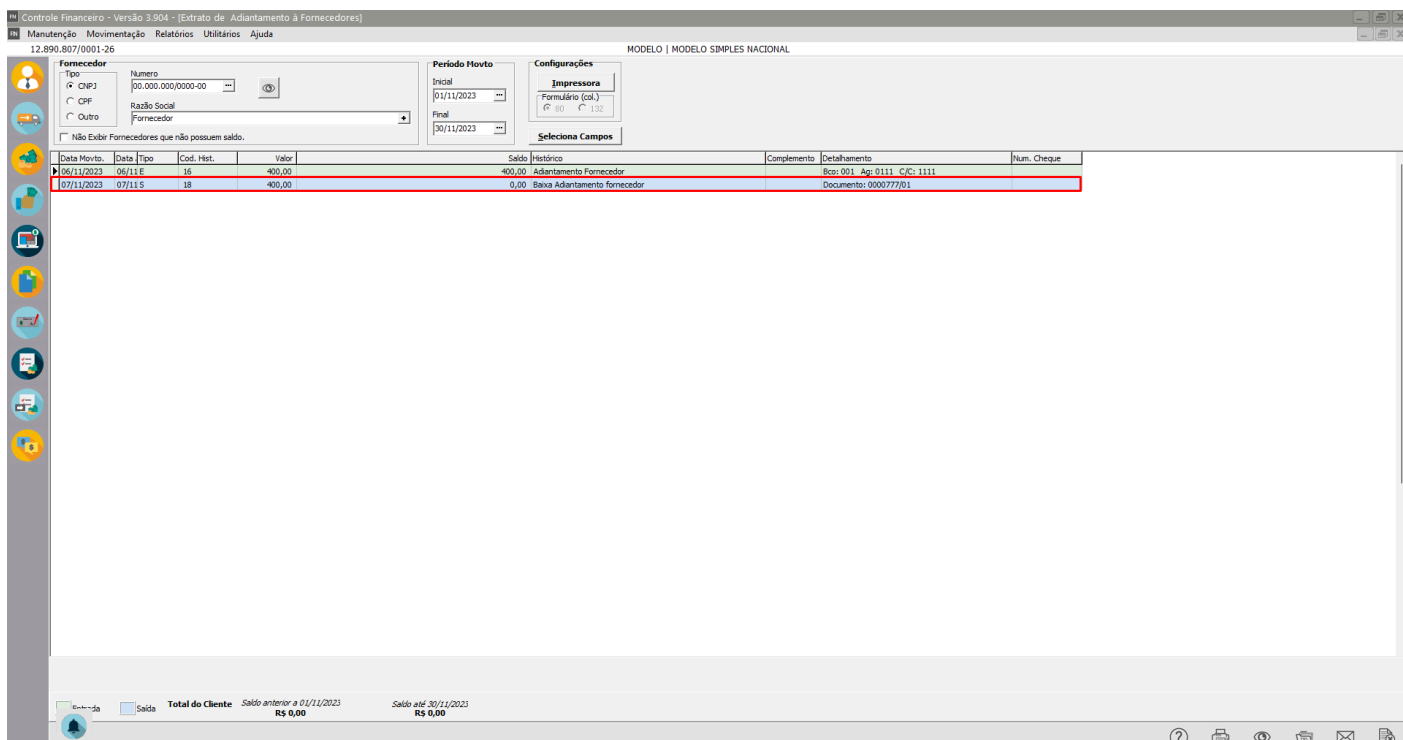 FN Controle Financeiro - Versão 3.904 - [Extrato de Adiantamento à Fornecedores]
FN Manutenção Movimentação Relatórios Utilitários Ajuda
12.890.807/0001-26 MODELO | MODELO SIMPLES NACIONAL
Fornecedor Período Movto Configurações
Tipo Numero Inicial Impressora
CNPJ 00.000.000/0000-00 ... 01/11/2023 ... Formulário (col.)
CPF Razão Social Final 80 132
Outro Fornecedor + 30/11/2023 ...
Não Exibir Fornecedores que não possuem saldo. Seleciona Campos
Data Movto. Data Tipo Cod. Hist. Valor Saldo Histórico Complemento Detalhamento Num. Cheque
06/11/2023 06/11 E 16 400,00 400,00 Adiantamento Fornecedor Bco: 001 Ag: 0111 C/C: 1111
07/11/2023 07/11 S 18 400,00 0,00 Baixa Adiantamento fornecedor Documento: 0000777/01
Saída Total do Cliente Saldo anterior a 01/11/2023 Saldo até 30/11/2023
R$ 0,00 R$ 0,00